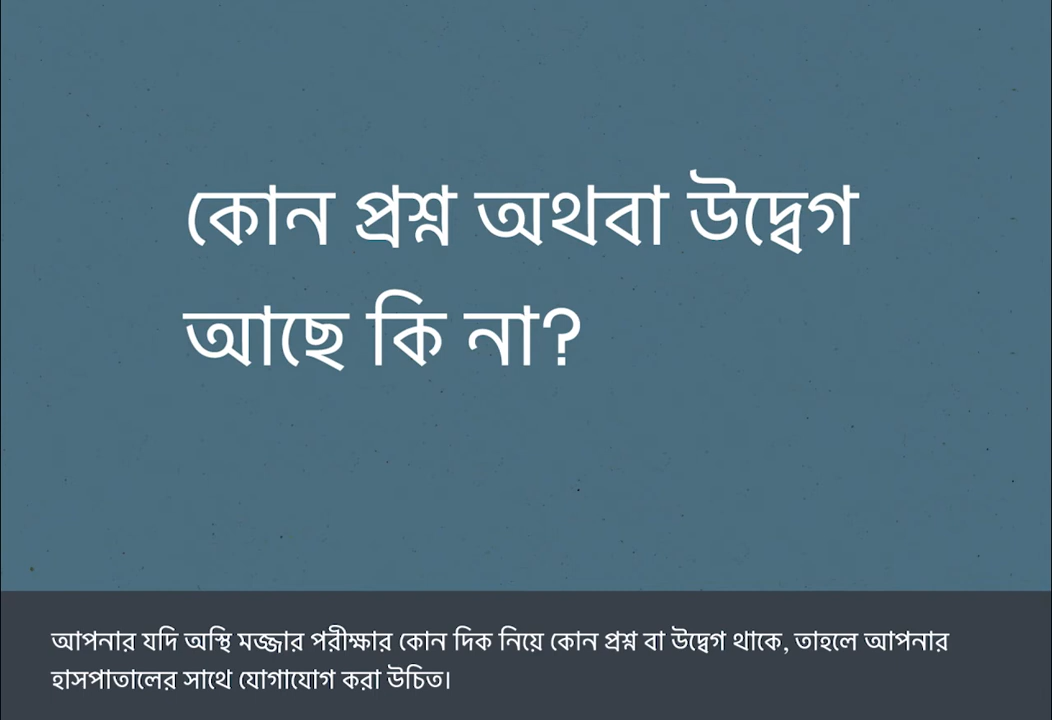 কোন প্রশ্ন অথবা উদ্বেগ
আছে কি না?
আপনার যদি অস্থি মজ্জার পরীক্ষার কোন দিক নিয়ে কোন প্রশ্ন বা উদ্বেগ থাকে, তাহলে আপনার
হাসপাতালের সাথে যোগাযোগ করা উচিত।